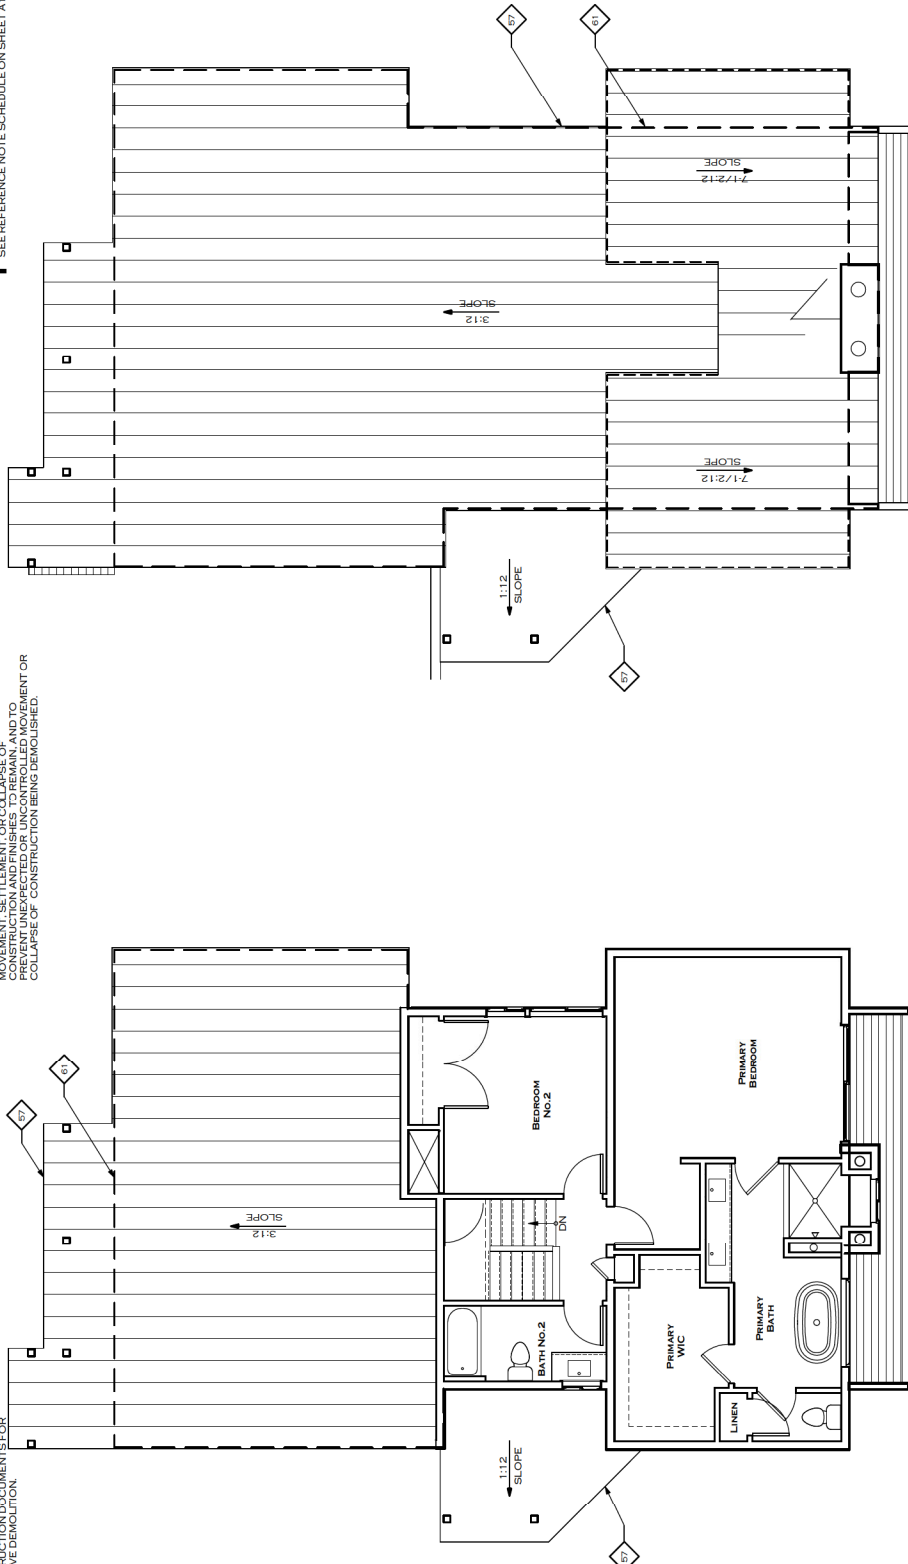 SEE REFERENCE NOTE SCHEDULE ON SHEET
MOVEMENT, SETTLEMENT, OR COLLAPSE OF
CONSTRUCTION AND FINISHES TO REMAIN, AND TO
PREVENT UNEXPECTED OR UNCONTROLLED MOVEMENT OR
COLLAPSE OF CONSTRUCTION BEING DEMOLISHED.
DOCUMENTS FOR
DEMOLITION.
57
61
7-1/2:12
SLOPE
3:12
SLOPE
7-1/2:12
SLOPE
1:12
SLOPE
57
57
61
3:12
SLOPE
BEDROOM
NO.2
PRIMARY
BEDROOM
DN
BATH NO.2
PRIMARY
WIC
PRIMARY
BATH
LINEN
1:12
SLOPE
57